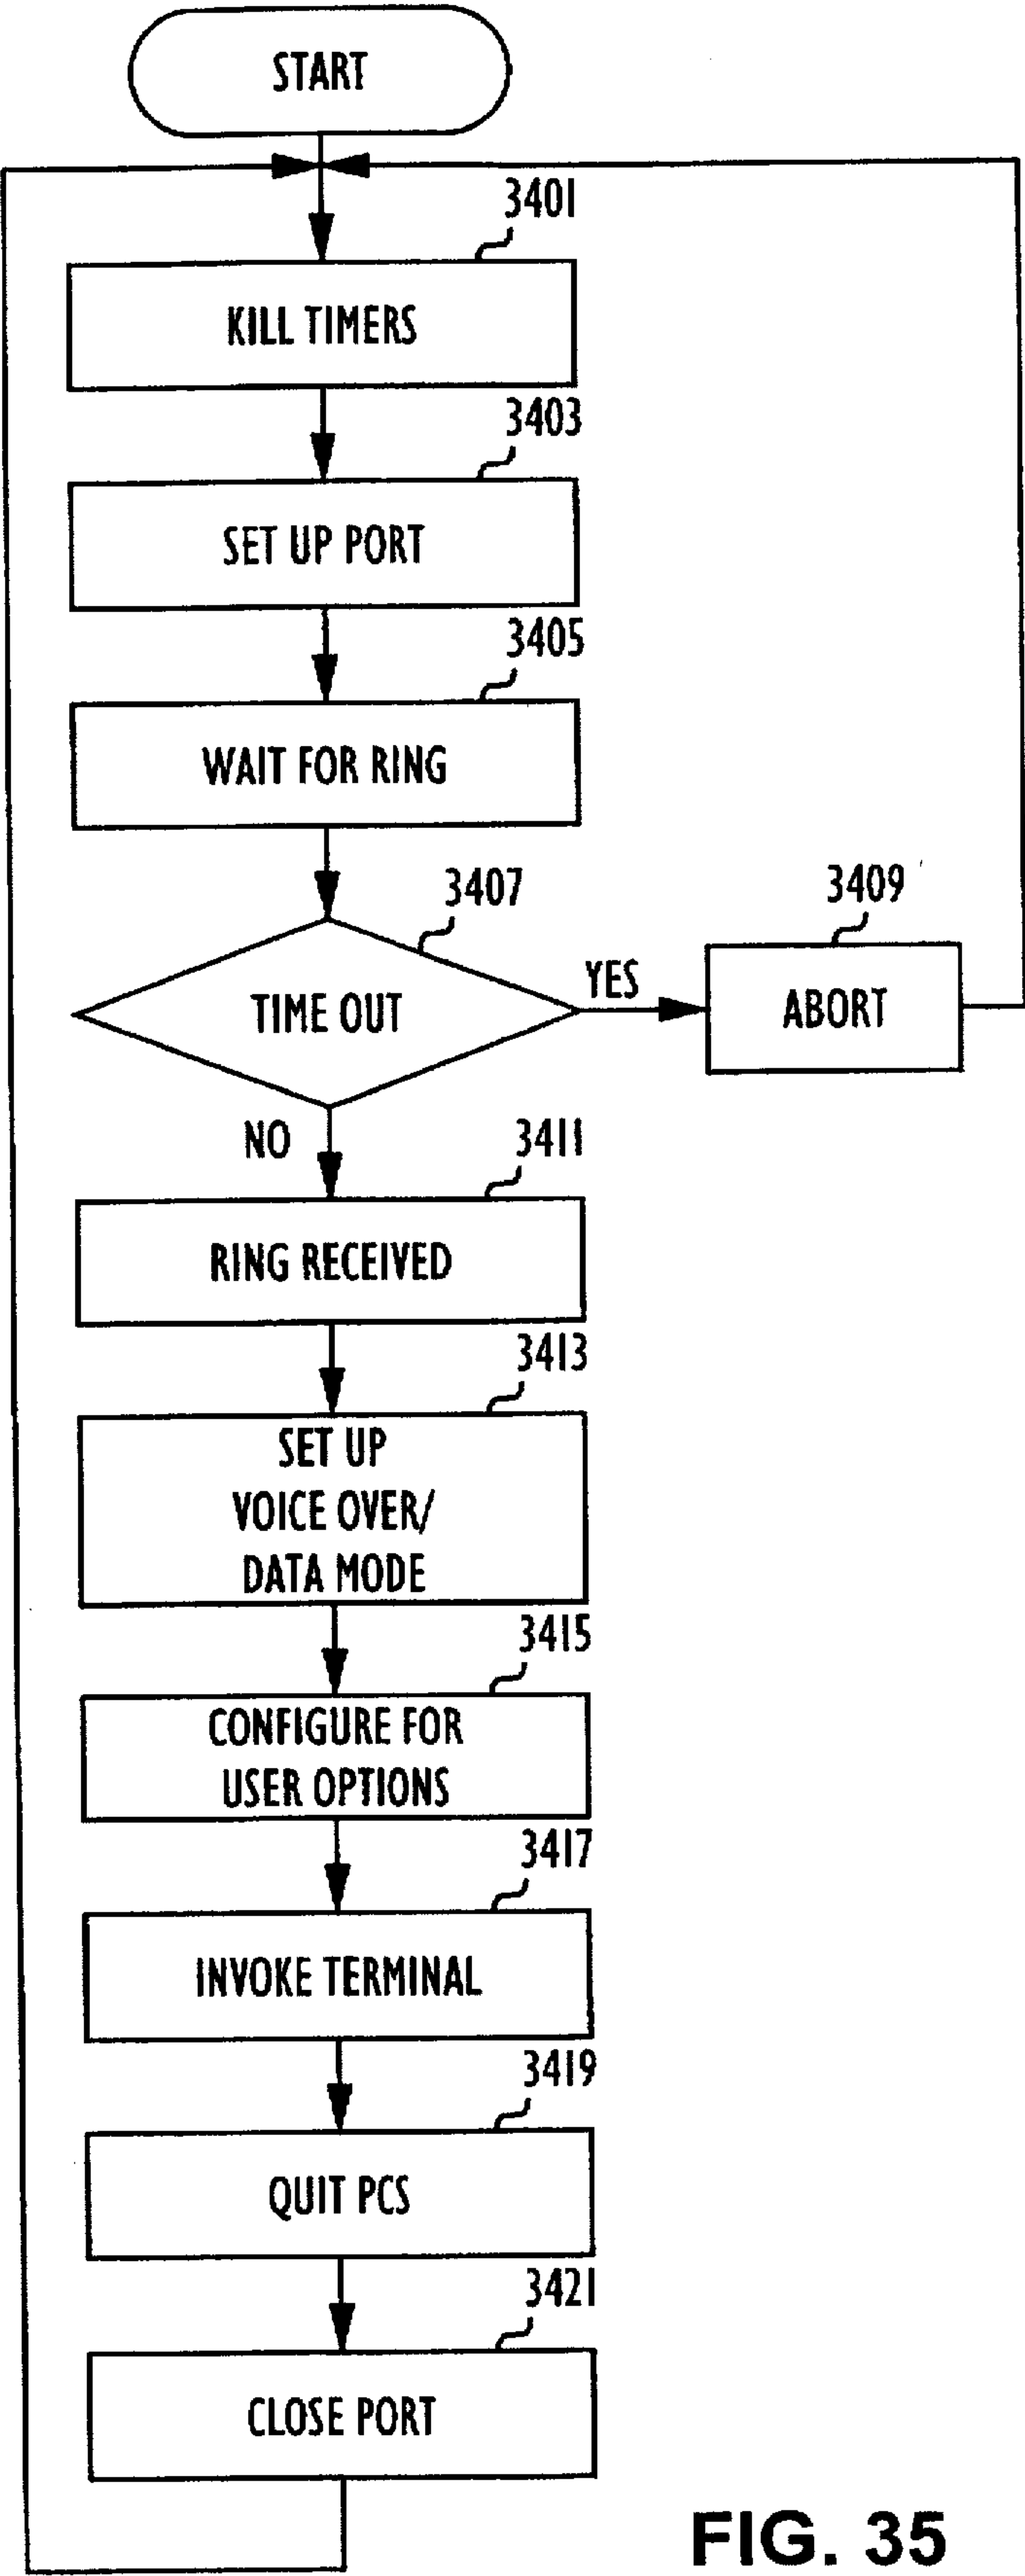 START
3401
KILL TIMERS
3403
SET UP PORT
3405
WAIT FOR RING
3407
TIME OUT
YES
3409
ABORT
NO
3411
RING RECEIVED
3413
SET UP
VOICE OVER/
DATA MODE
3415
CONFIGURE FOR
USER OPTIONS
3417
INVOKE TERMINAL
3419
QUIT PCS
3421
CLOSE PORT
FIG. 35